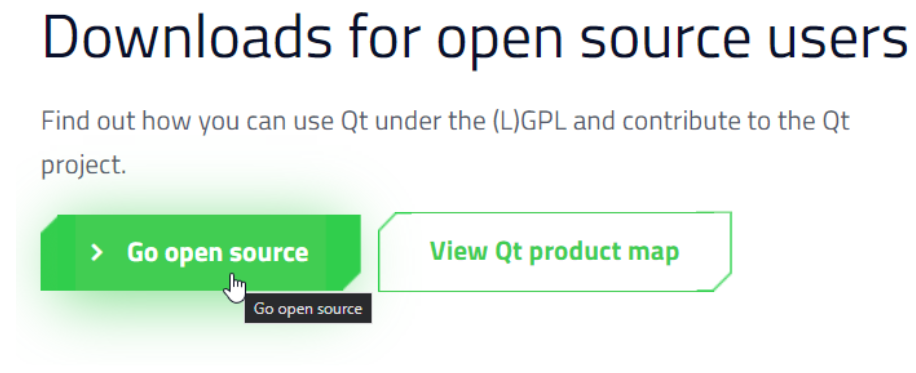 Downloads for open source users
Find out how you can use Qt under the (L)GPL and contribute to the Qt
project.
Go open source
View Qt product map
Go open source